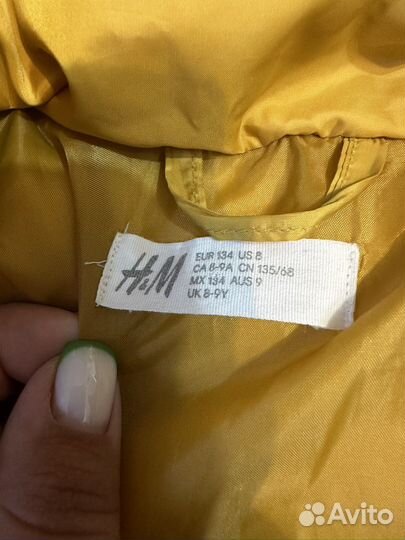 H&M
EUR 134 US 8
CA 8-9A CN 135/68
MX 134 AUS 9
UK 8-9Y
Avito